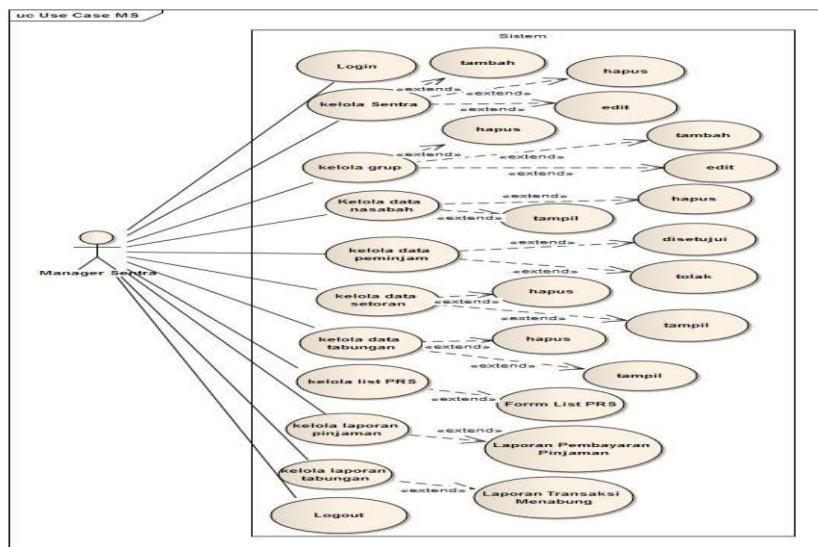 uc Use Case MS
Sistem
Login
tambah
hapus
«extend»
«extend»
kelola Sentra
«extend»
edit
hapus
«extend»
tambah
«extend»
kelola grup
«extend»
edit
Kelola data
nasabah
«extend»
hapus
«extend»
tampil
kelola data
peminjam
«extend»
disetujui
«extend»
tolak
Manager Sentra
kelola data
setoran
«extend»
hapus
«extend»
tampil
kelola data
tabungan
«extend»
hapus
«extend»
tampil
kelola list PRS
«extend»
Forrm List PRS
kelola laporan
pinjaman
«extend»
Laporan Pembayaran
Pinjaman
kelola laporan
tabungan
«extend»
Laporan Transaksi
Menabung
Logout